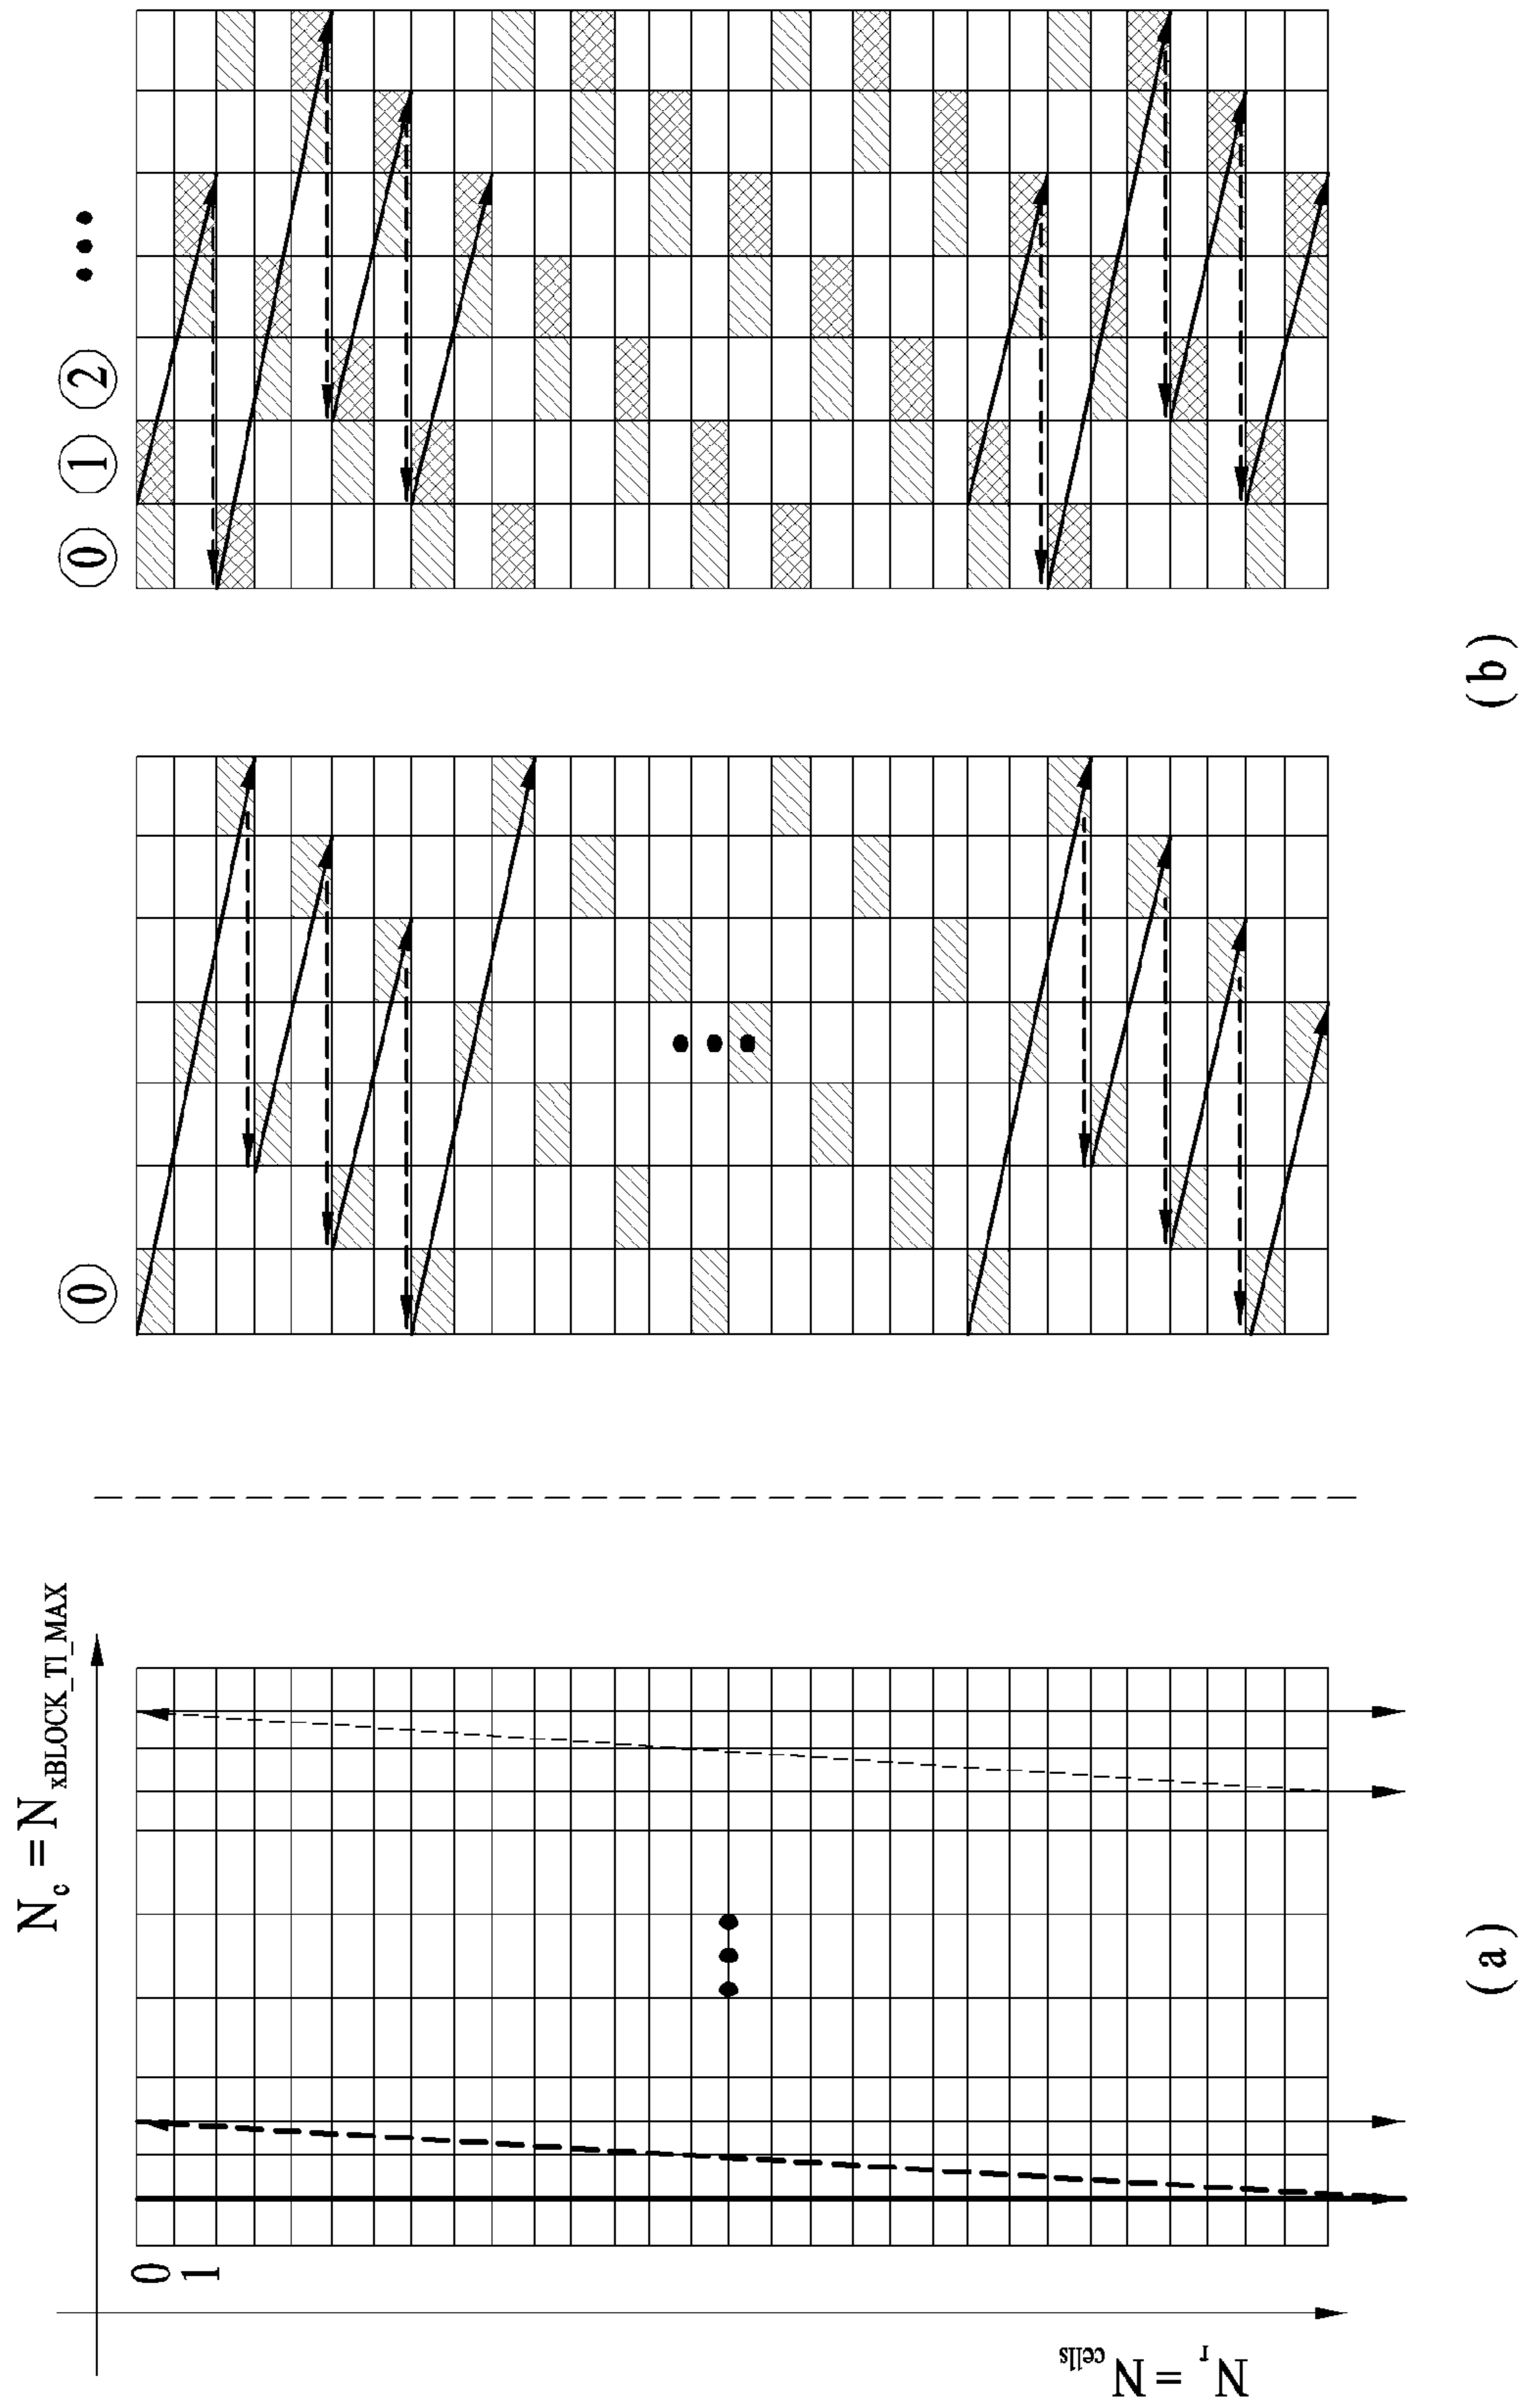 N_c = N_xBLOCK_TI_MAX
0
1
N_r = N_cells
(a)
0
0 1 2 •••
(b)